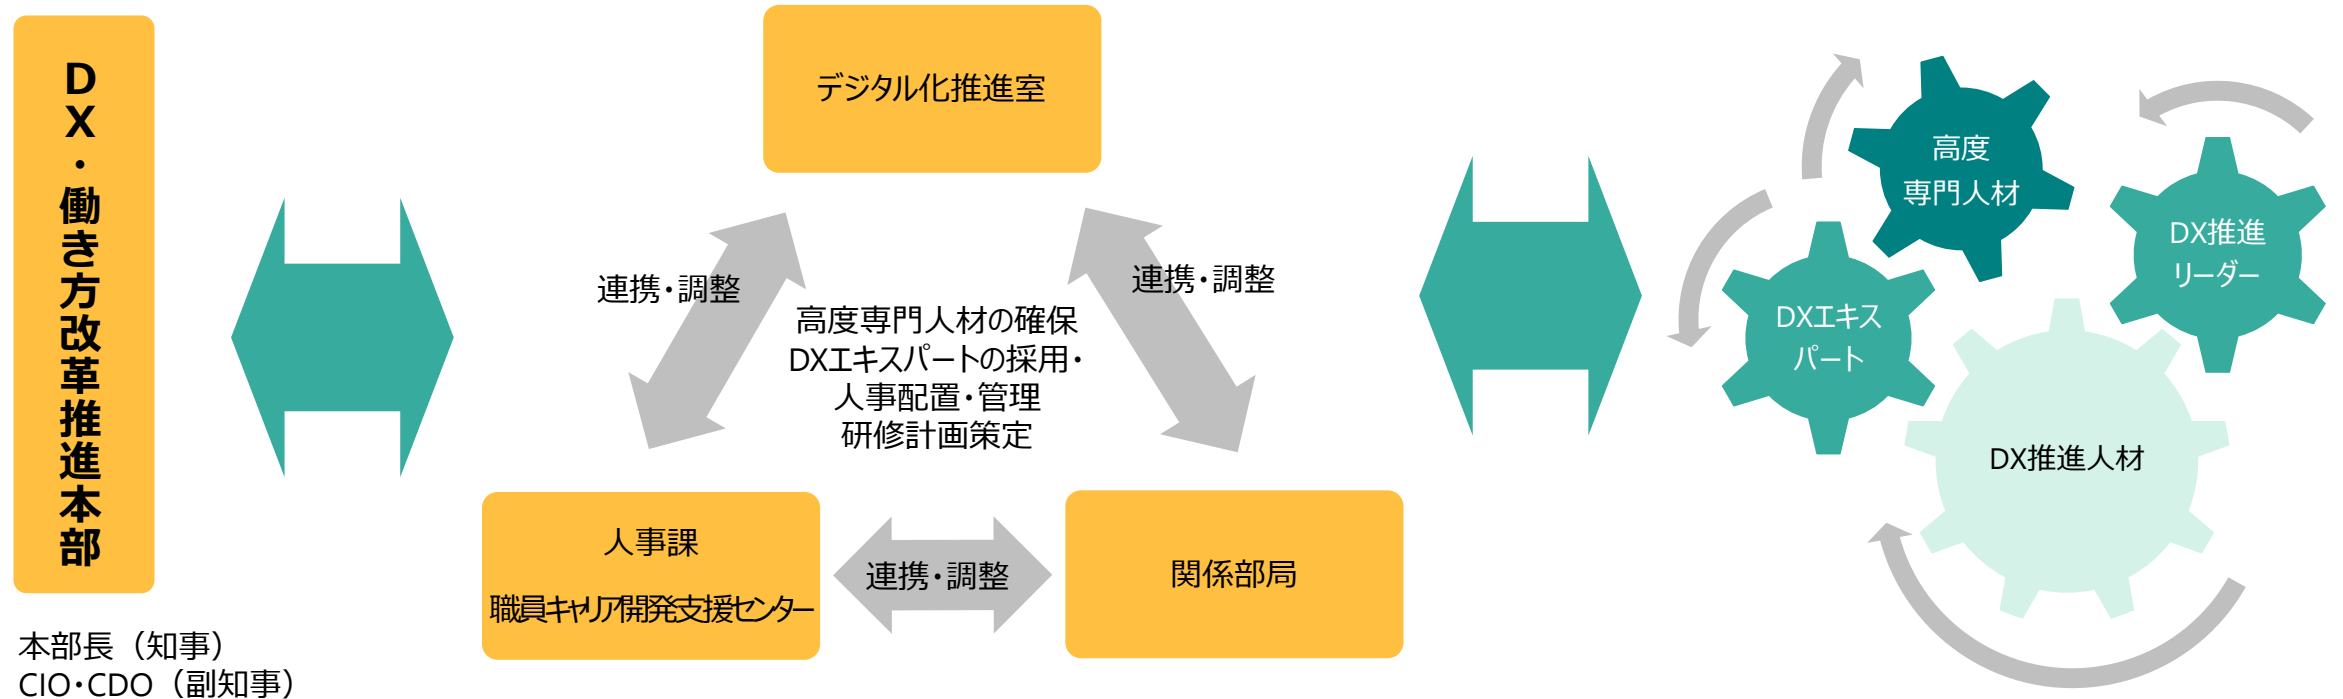 DX・働き方改革推進本部
本部長（知事）
CIO・CDO（副知事）
デジタル化推進室
連携・調整
連携・調整
高度専門人材の確保
DXエキスパートの採用・
人事配置・管理
研修計画策定
人事課
職員キャリア開発支援センター
連携・調整
関係部局
高度
専門人材
DX推進
リーダー
DXエキス
パート
DX推進人材